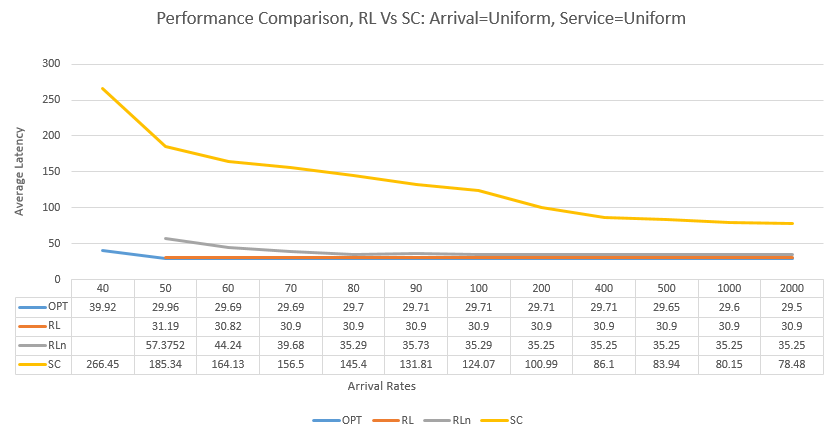 Performance Comparison, RL Vs SC: Arrival=Uniform, Service=Uniform
300
250
200
150
100
50
0
Average Latency
40 50 60 70 80 90 100 200 400 500 1000 2000
OPT 39.92 29.96 29.69 29.69 29.7 29.71 29.71 29.71 29.71 29.65 29.6 29.5
RL 31.19 30.82 30.9 30.9 30.9 30.9 30.9 30.9 30.9 30.9 30.9
RLn 57.3752 44.24 39.68 35.29 35.73 35.29 35.25 35.25 35.25 35.25 35.25
SC 266.45 185.34 164.13 156.5 145.4 131.81 124.07 100.99 86.1 83.94 80.15 78.48
Arrival Rates
OPT RL RLn SC